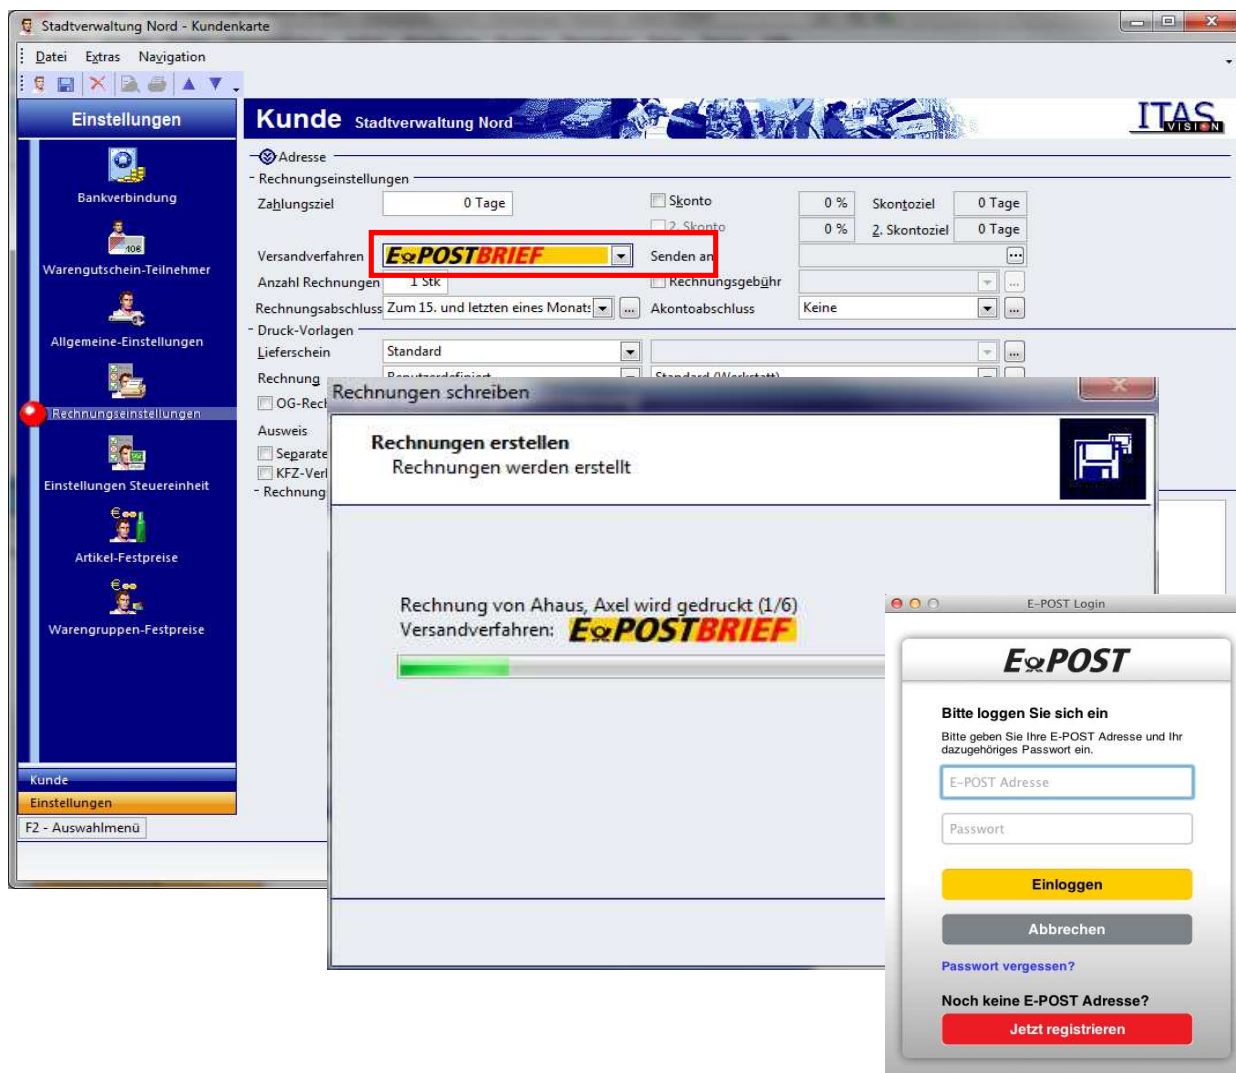 Stadtverwaltung Nord - Kundenkarte
Datei Extras Navigation
Einstellungen
Kunde Stadtverwaltung Nord
ITAS
VISION
Bankverbindung
Warengutschein-Teilnehmer
Allgemeine-Einstellungen
Rechnungseinstellungen
Einstellungen Steuereinheit
Artikel-Festpreise
Warengruppen-Festpreise
Kunde
Einstellungen
F2 - Auswahlmenü
Adresse
Rechnungseinstellungen
Zahlungsziel 0 Tage Skonto 0 % Skontoziel 0 Tage
2. Skonto 0 % 2. Skontoziel 0 Tage
Versandverfahren E POSTBRIEF Senden an
Anzahl Rechnungen 1 Stk Rechnungsgebühr
Rechnungsabschluss Zum 15. und letzten eines Monats Akontoabschluss Keine
Druck-Vorlagen
Lieferschein Standard
Rechnung Benutzerdefiniert Standard (Werkstatt)
OG-Rech
Ausweis
Separate
KFZ-Verl
Rechnung
Rechnungen schreiben
Rechnungen erstellen
Rechnungen werden erstellt
Rechnung von Ahaus, Axel wird gedruckt (1/6)
Versandverfahren: E POSTBRIEF
E-POST Login
E POST
Bitte loggen Sie sich ein
Bitte geben Sie Ihre E-POST Adresse und Ihr
dazugehöriges Passwort ein.
E-POST Adresse
Passwort
Einloggen
Abbrechen
Passwort vergessen?
Noch keine E-POST Adresse?
Jetzt registrieren